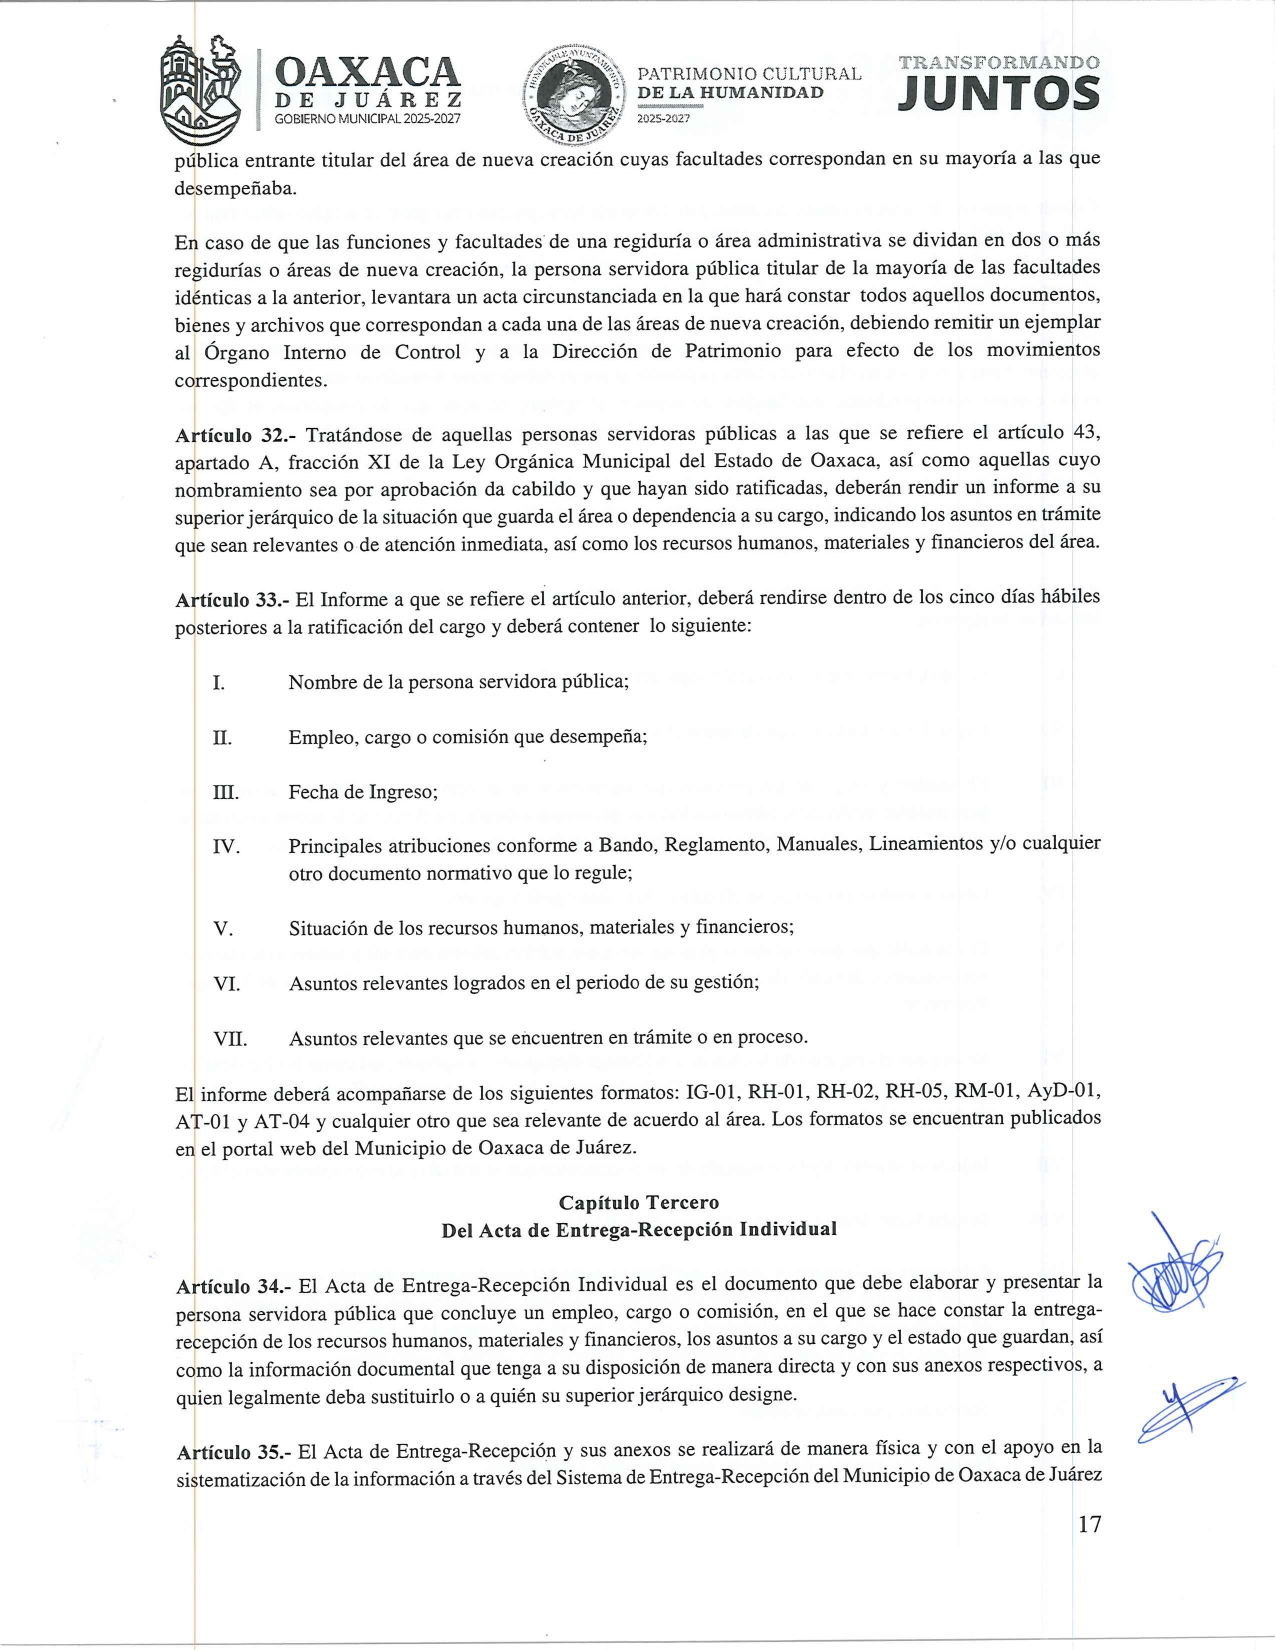 OAXACA
DE JUÁREZ
GOBIERNO MUNICIPAL 2025-2027
HONORABLE AYUNTAMIENTO
OAXACA DE JUÁREZ
PATRIMONIO CULTURAL
DE LA HUMANIDAD
2025-2027
TRANSFORMANDO
JUNTOS
pública entrante titular del área de nueva creación cuyas facultades correspondan en su mayoría a las que
desempeñaba.
En caso de que las funciones y facultades de una regiduría o área administrativa se dividan en dos o más
regidurías o áreas de nueva creación, la persona servidora pública titular de la mayoría de las facultades
idénticas a la anterior, levantara un acta circunstanciada en la que hará constar todos aquellos documentos,
bienes y archivos que correspondan a cada una de las áreas de nueva creación, debiendo remitir un ejemplar
al Órgano Interno de Control y a la Dirección de Patrimonio para efecto de los movimientos
correspondientes.
Artículo 32.- Tratándose de aquellas personas servidoras públicas a las que se refiere el artículo 43,
apartado A, fracción XI de la Ley Orgánica Municipal del Estado de Oaxaca, así como aquellas cuyo
nombramiento sea por aprobación da cabildo y que hayan sido ratificadas, deberán rendir un informe a su
superior jerárquico de la situación que guarda el área o dependencia a su cargo, indicando los asuntos en trámite
que sean relevantes o de atención inmediata, así como los recursos humanos, materiales y financieros del área.
Artículo 33.- El Informe a que se refiere el artículo anterior, deberá rendirse dentro de los cinco días hábiles
posteriores a la ratificación del cargo y deberá contener lo siguiente:
I. Nombre de la persona servidora pública;
II. Empleo, cargo o comisión que desempeña;
III. Fecha de Ingreso;
IV. Principales atribuciones conforme a Bando, Reglamento, Manuales, Lineamientos y/o cualquier
otro documento normativo que lo regule;
V. Situación de los recursos humanos, materiales y financieros;
VI. Asuntos relevantes logrados en el periodo de su gestión;
VII. Asuntos relevantes que se encuentren en trámite o en proceso.
El informe deberá acompañarse de los siguientes formatos: IG-01, RH-01, RH-02, RH-05, RM-01, AyD-01,
AT-01 y AT-04 y cualquier otro que sea relevante de acuerdo al área. Los formatos se encuentran publicados
en el portal web del Municipio de Oaxaca de Juárez.
Capítulo Tercero
Del Acta de Entrega-Recepción Individual
Artículo 34.- El Acta de Entrega-Recepción Individual es el documento que debe elaborar y presentar la
persona servidora pública que concluye un empleo, cargo o comisión, en el que se hace constar la entrega-
recepción de los recursos humanos, materiales y financieros, los asuntos a su cargo y el estado que guardan, así
como la información documental que tenga a su disposición de manera directa y con sus anexos respectivos, a
quien legalmente deba sustituirlo o a quién su superior jerárquico designe.
Artículo 35.- El Acta de Entrega-Recepción y sus anexos se realizará de manera física y con el apoyo en la
sistematización de la información a través del Sistema de Entrega-Recepción del Municipio de Oaxaca de Juárez
17